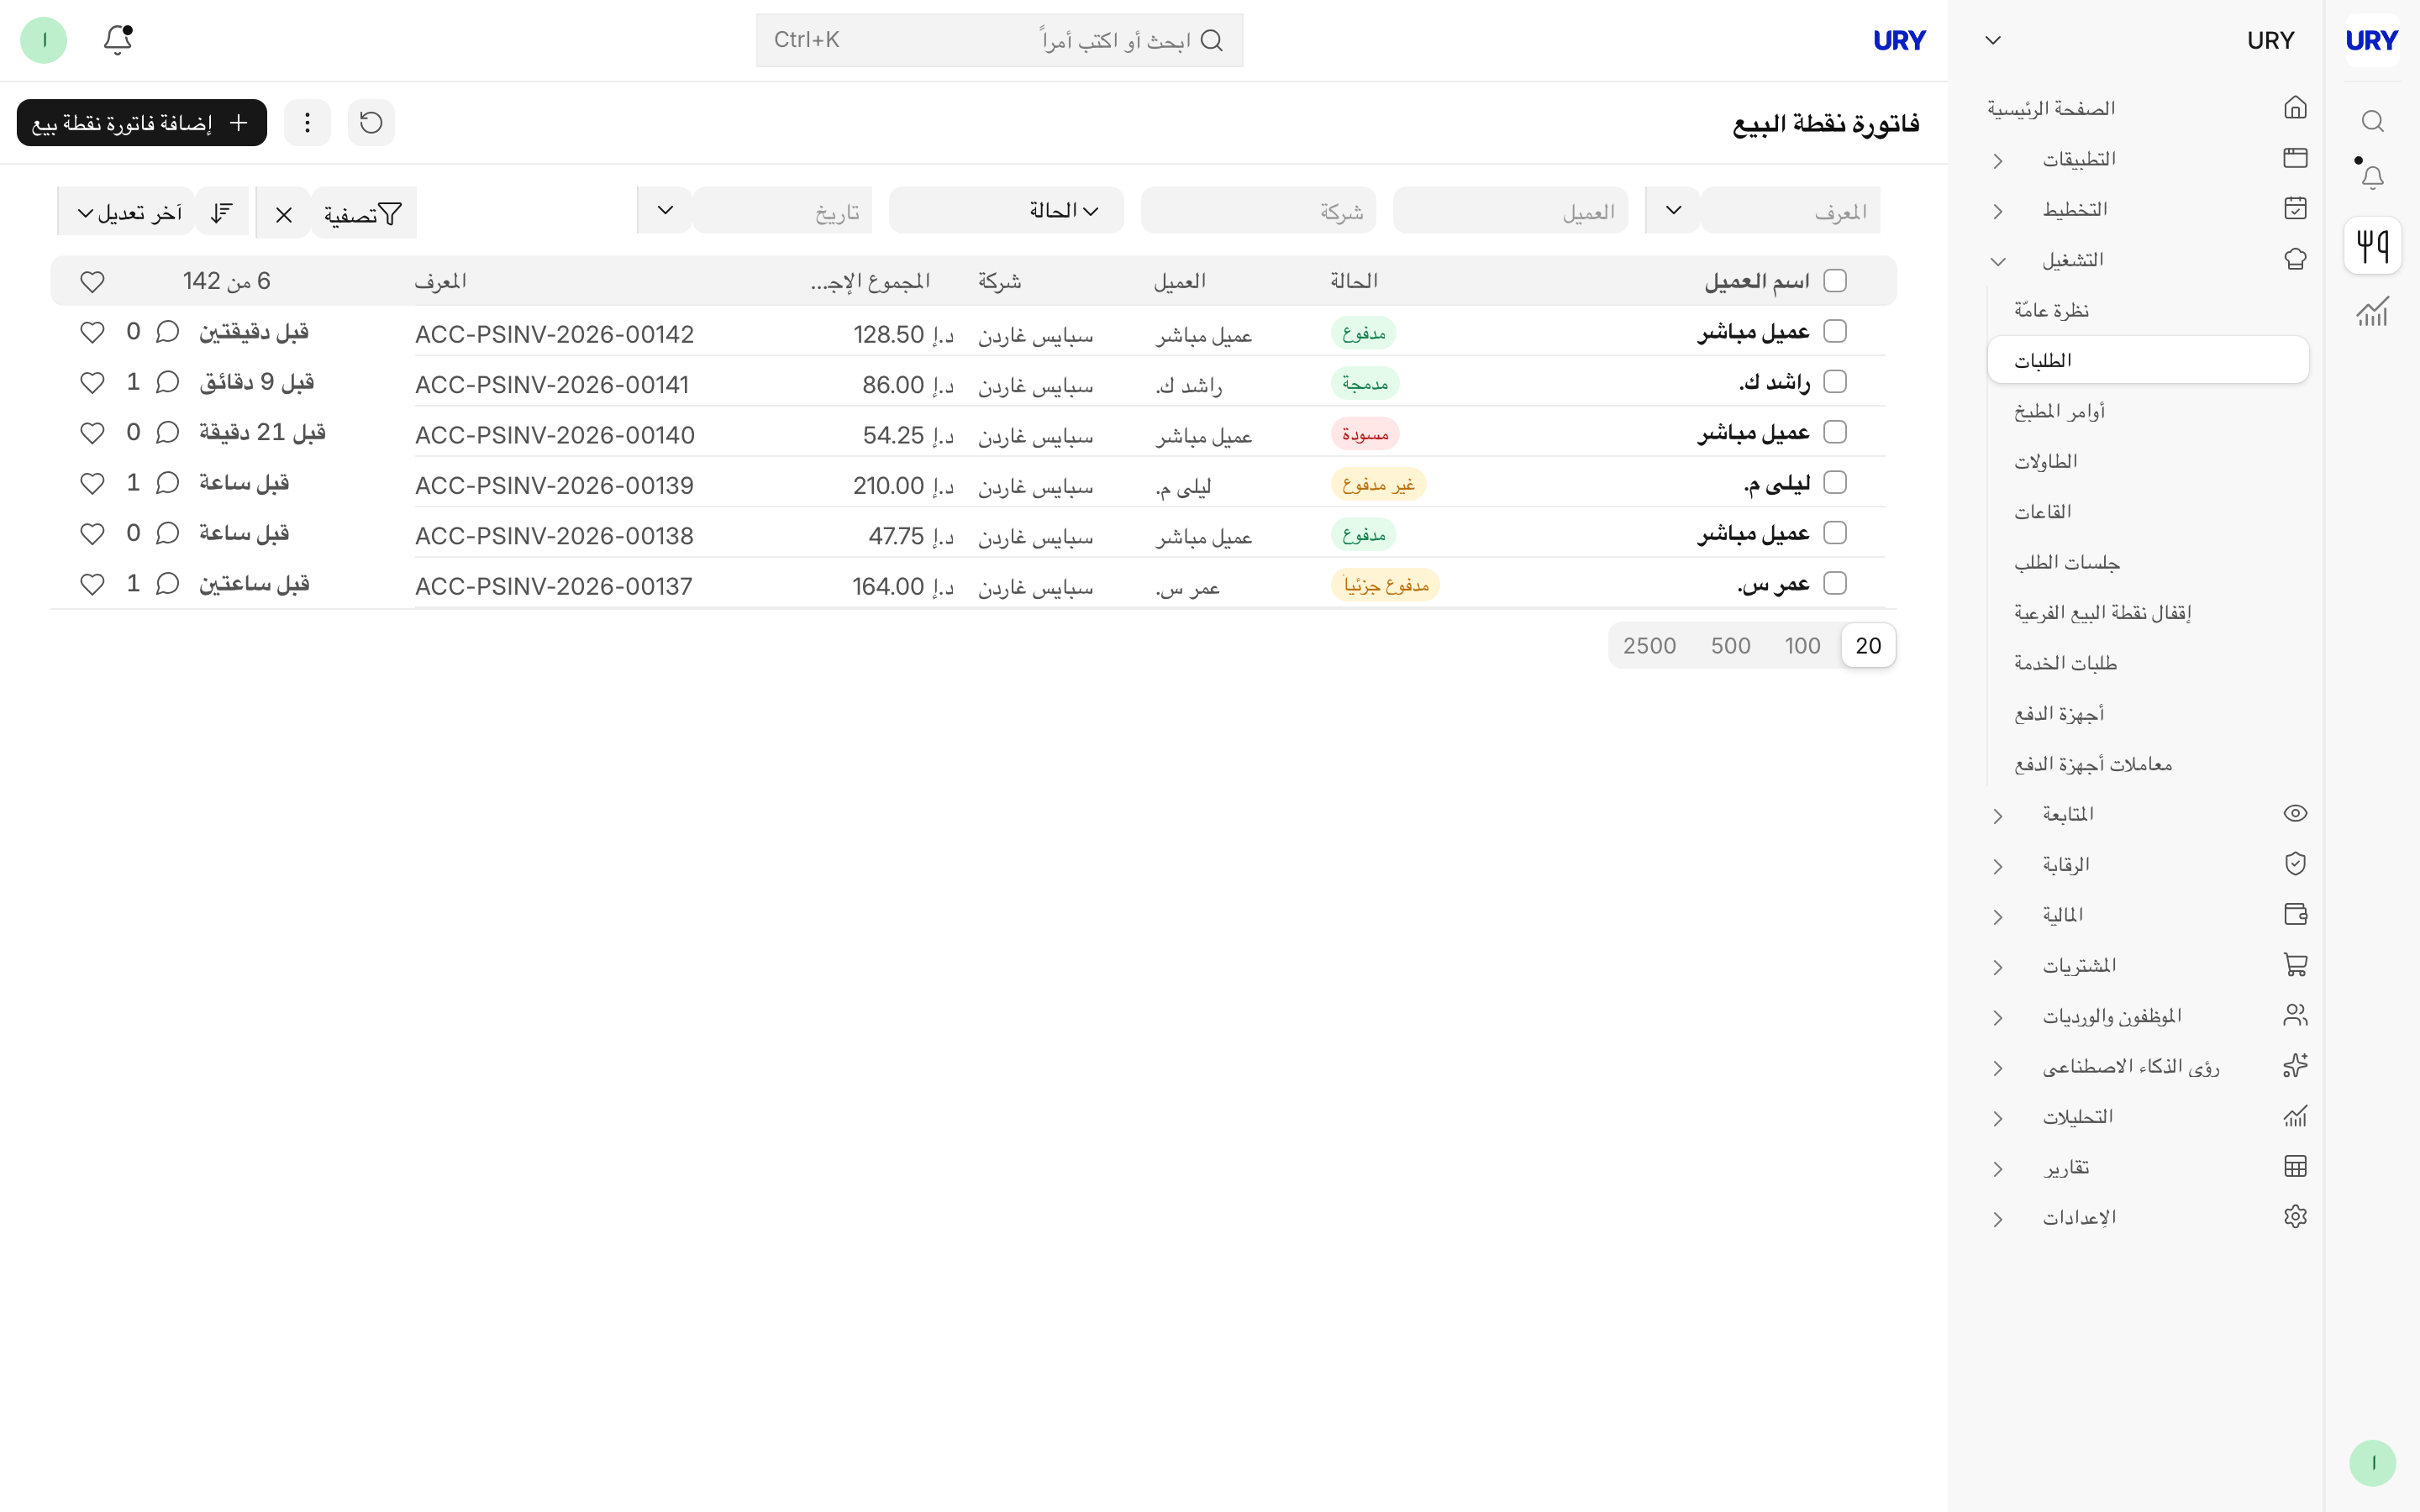 URY
URY
الصفحة الرئيسية
التطبيقات
التخطيط
التشغيل
نظرة عامّة
الطلبات
أوامر المطبخ
الطاولات
القاعات
جلسات الطلب
إقفال نقطة البيع الفرعية
طلبات الخدمة
أجهزة الدفع
معاملات أجهزة الدفع
المتابعة
الرقابة
المالية
المشتريات
الموظفون والورديات
رؤى الذكاء الاصطناعي
التحليلات
تقارير
الإعدادات
ا
URY
ابحث أو اكتب أمراً Ctrl+K
ا
فاتورة نقطة البيع
إضافة فاتورة نقطة بيع
المعرف العميل شركة الحالة تاريخ تصفية آخر تعديل
اسم العميل الحالة العميل شركة المجموع الإجـ... المعرف 6 من 142
عميل مباشر مدفوع عميل مباشر سبايس غاردن د.إ 128.50 ACC-PSINV-2026-00142 قبل دقيقتين 0
راشد ك. مدمجة راشد ك. سبايس غاردن د.إ 86.00 ACC-PSINV-2026-00141 قبل 9 دقائق 1
عميل مباشر مسودة عميل مباشر سبايس غاردن د.إ 54.25 ACC-PSINV-2026-00140 قبل 21 دقيقة 0
ليلى م. غير مدفوع ليلى م. سبايس غاردن د.إ 210.00 ACC-PSINV-2026-00139 قبل ساعة 1
عميل مباشر مدفوع عميل مباشر سبايس غاردن د.إ 47.75 ACC-PSINV-2026-00138 قبل ساعة 0
عمر س. مدفوع جزئياً عمر س. سبايس غاردن د.إ 164.00 ACC-PSINV-2026-00137 قبل ساعتين 1
20 100 500 2500